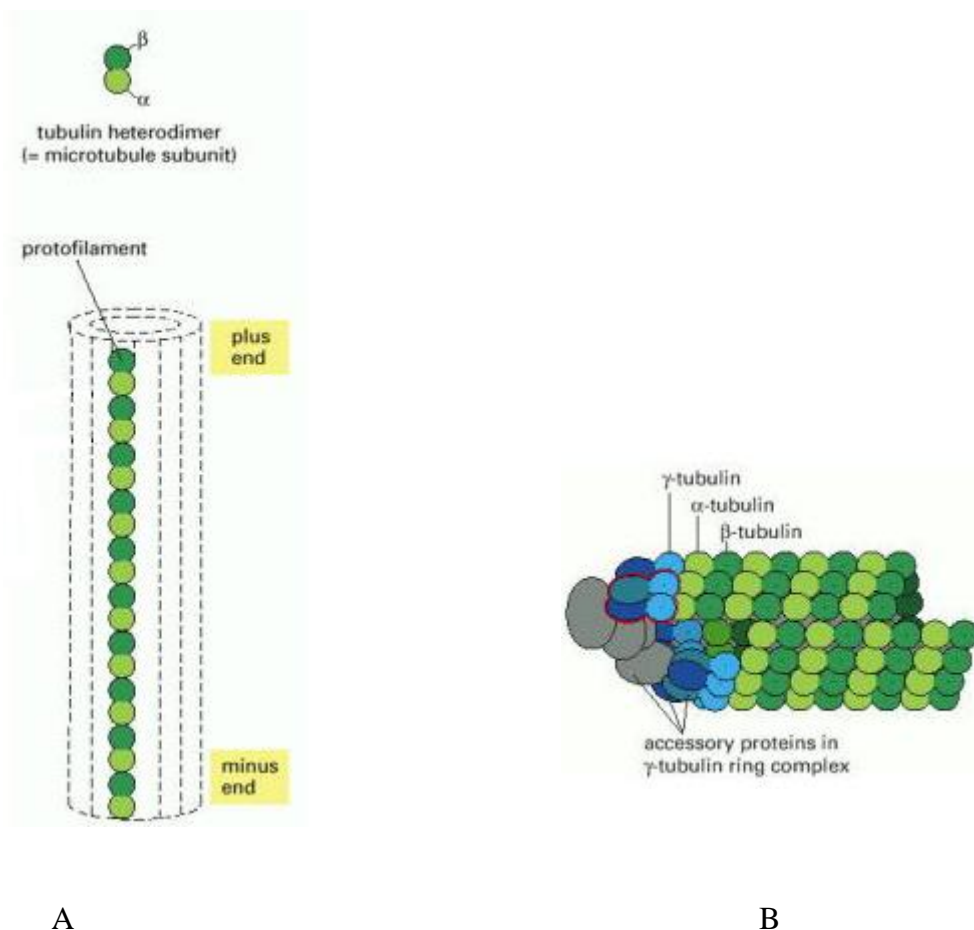 β
α
tubulin heterodimer
(= microtubule subunit)
protofilament
plus
end
minus
end
γ-tubulin
α-tubulin
β-tubulin
accessory proteins in
γ-tubulin ring complex
A
B